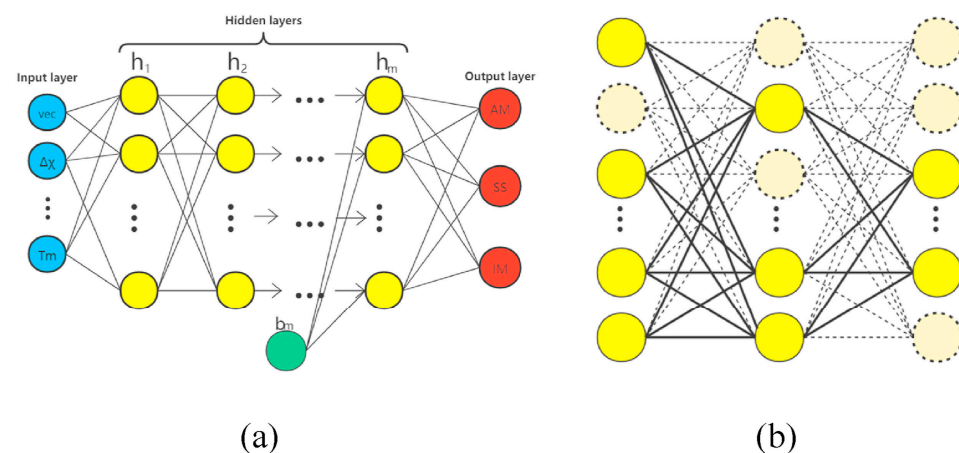 Hidden layers
Input layer
h1
h2
hm
Output layer
vec
Δχ
Tm
AM
SS
IM
bm
(a)
(b)